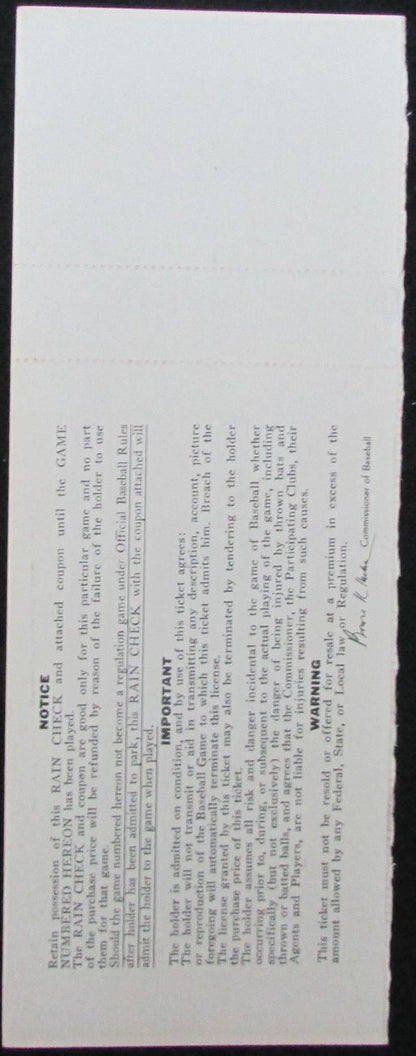 NOTICE
Retain possession of this RAIN CHECK and attached coupon until the GAME
NUMBERED HEREON has been played.
The RAIN CHECK and coupon are good only for this particular game and no part
of the purchase price will be refunded by reason of the failure of the holder to use
them for that game.
Should the game numbered hereon not become a regulation game under Official Baseball Rules
after holder has been admitted to park, this RAIN CHECK with the coupon attached will
admit the holder to the game when played.
IMPORTANT
The holder is admitted on condition, and by use of this ticket agrees:
The holder will not transmit or aid in transmitting any description, account, picture
or reproduction of the Baseball Game to which this ticket admits him. Breach of the
foregoing will automatically terminate this license.
The license granted by this ticket may also be terminated by tendering to the holder
the purchase price of this ticket.
The holder assumes all risk and danger incidental to the game of Baseball whether
occurring prior to, during, or subsequent to the actual playing of the game, including
specifically (but not exclusively) the danger of being injured by thrown bats and
thrown or batted balls, and agrees that the Commissioner, the Participating Clubs, their
Agents and Players, are not liable for injuries resulting from such causes.
WARNING
This ticket must not be resold or offered for resale at a premium in excess of the
amount allowed by any Federal, State, or Local law or Regulation.
Commissioner of Baseball